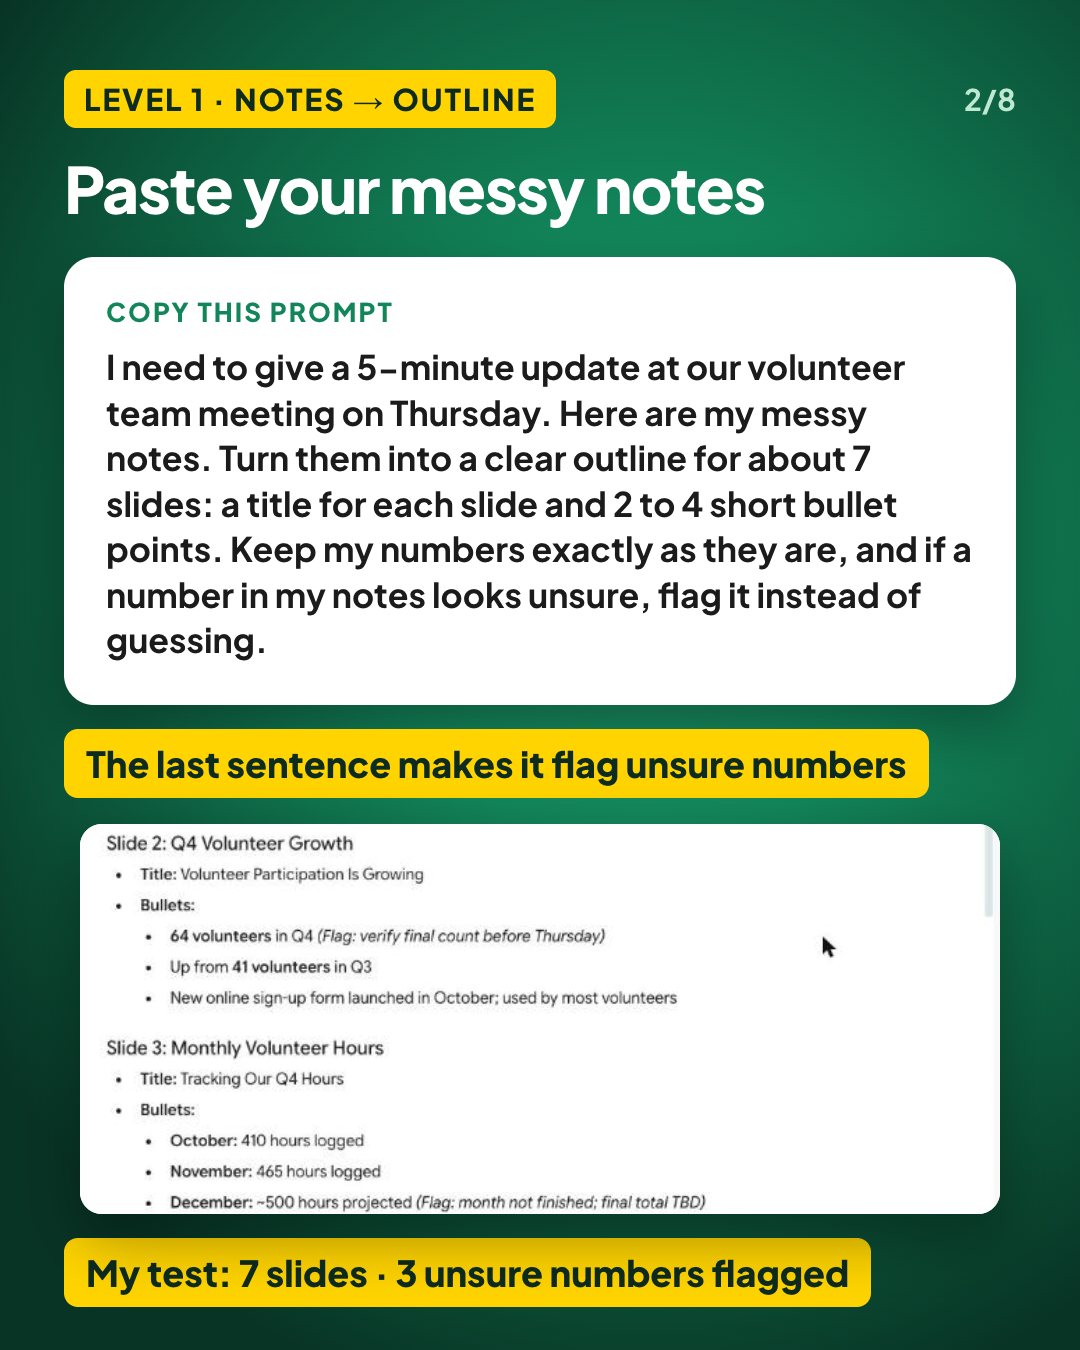 LEVEL 1 · NOTES → OUTLINE
2/8
Paste your messy notes
COPY THIS PROMPT
I need to give a 5–minute update at our volunteer
team meeting on Thursday. Here are my messy
notes. Turn them into a clear outline for about 7
slides: a title for each slide and 2 to 4 short bullet
points. Keep my numbers exactly as they are, and if a
number in my notes looks unsure, flag it instead of
guessing.
The last sentence makes it flag unsure numbers
Slide 2: Q4 Volunteer Growth
• Title: Volunteer Participation Is Growing
• Bullets:
• 64 volunteers in Q4 (Flag: verify final count before Thursday)
• Up from 41 volunteers in Q3
• New online sign-up form launched in October; used by most volunteers
Slide 3: Monthly Volunteer Hours
• Title: Tracking Our Q4 Hours
• Bullets:
• October: 410 hours logged
• November: 465 hours logged
• December: ~500 hours projected (Flag: month not finished; final total TBD)
My test: 7 slides · 3 unsure numbers flagged